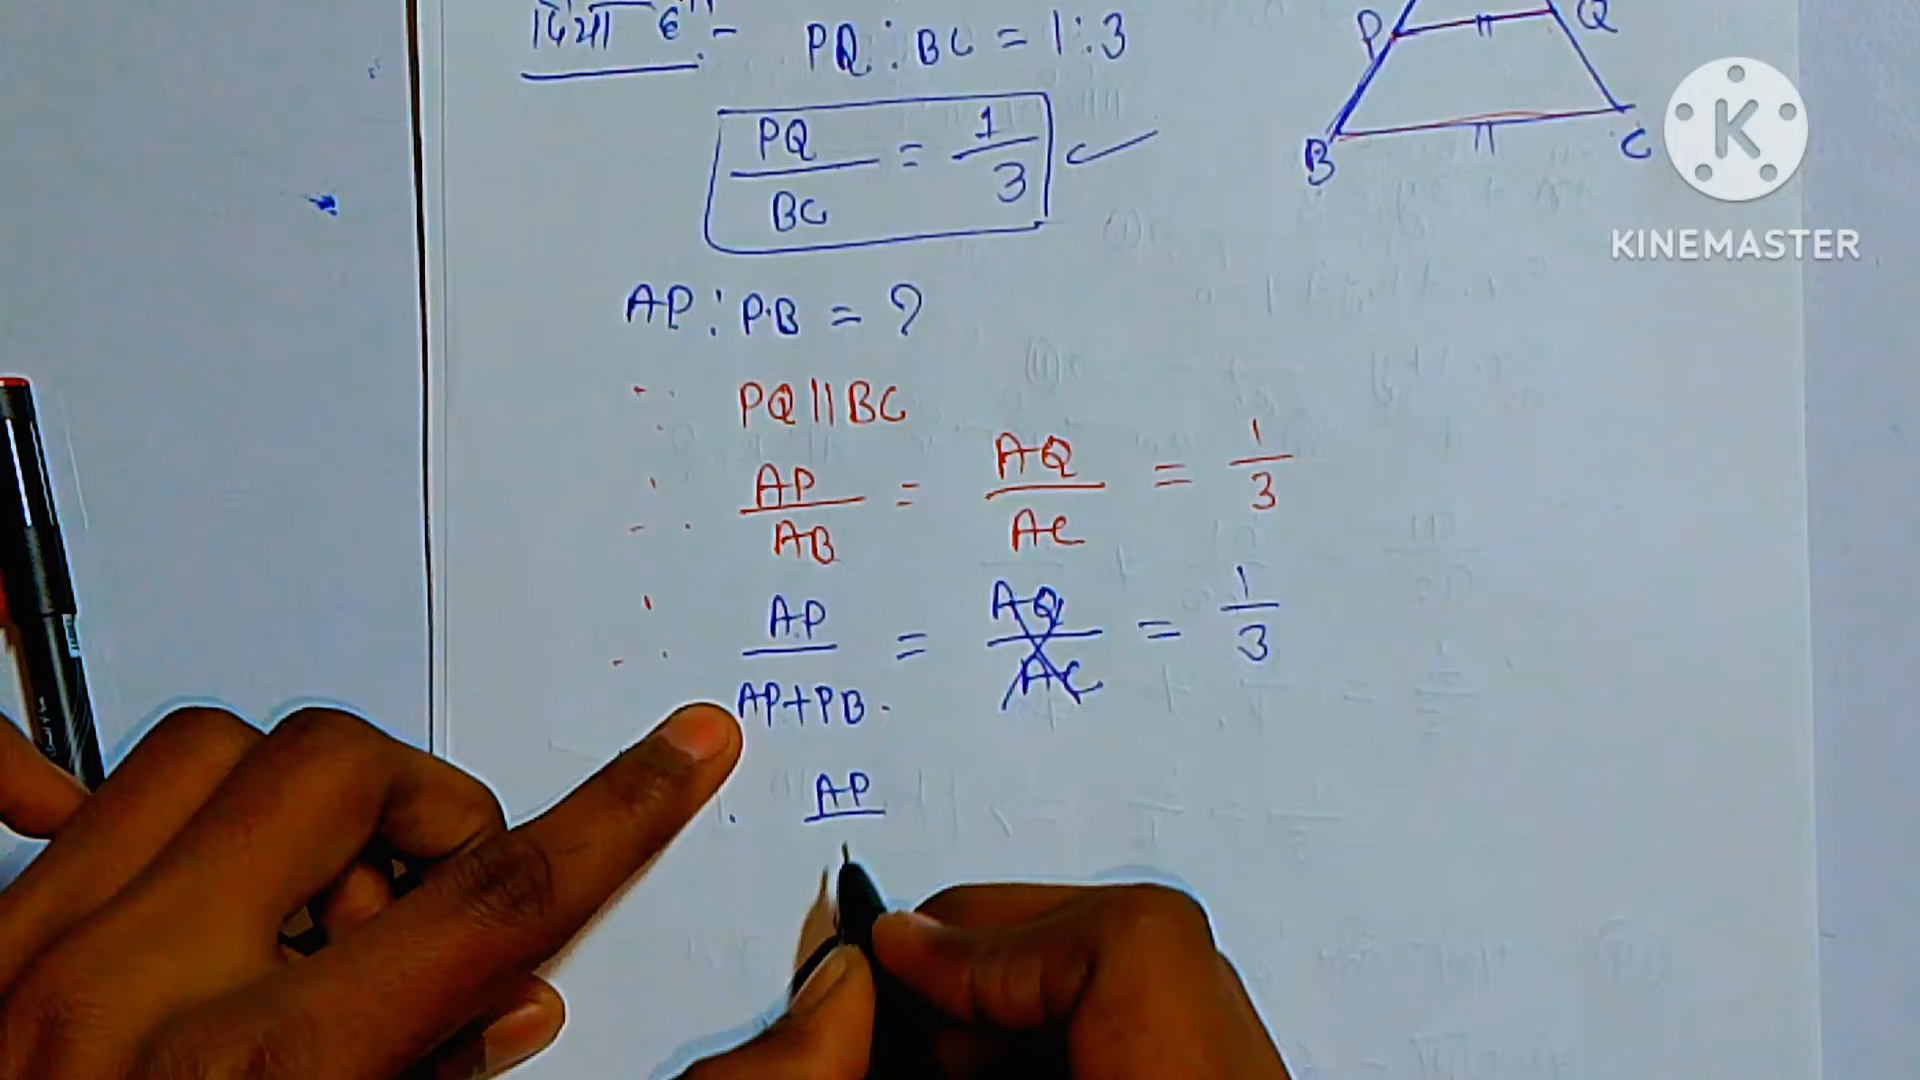 दिया है:- PQ : BC = 1:3
P Q
PQ/BC = 1/3
B C
K
KINEMASTER
AP : PB = ?
∵ PQ || BC
∴ AP/AB = AQ/AC = 1/3
∴ AP/AP+PB = AQ/AC = 1/3
AP